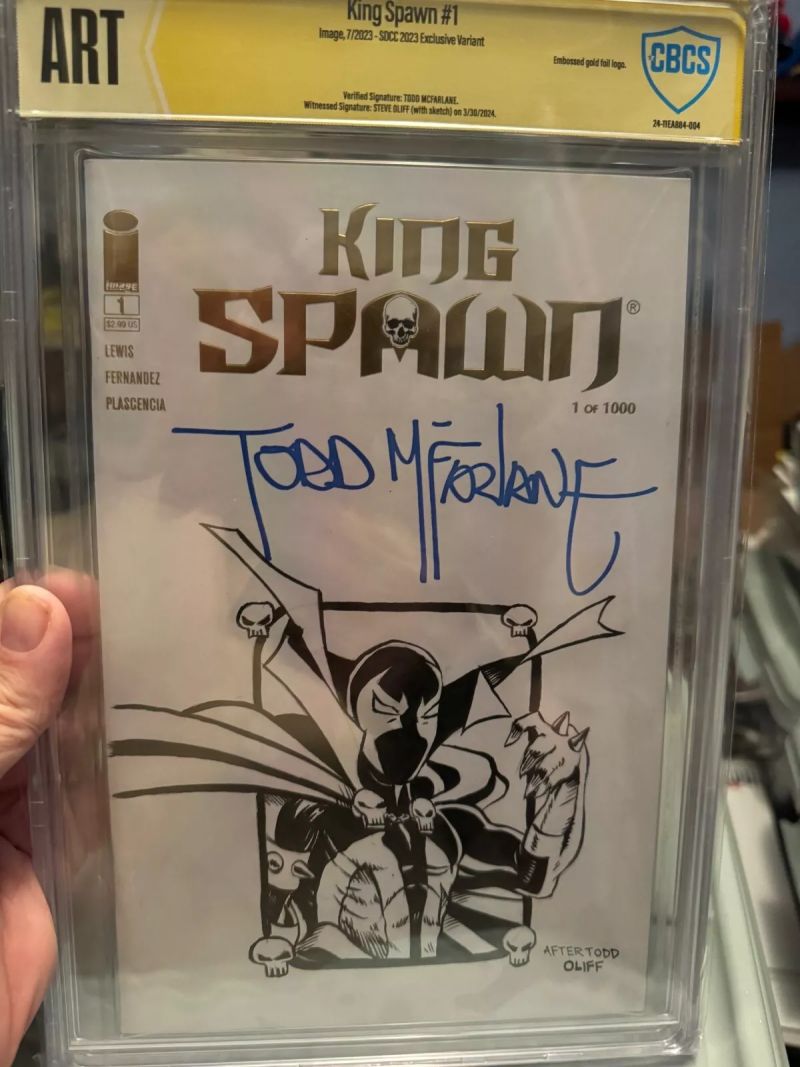 ART
King Spawn #1
Image, 7/2023 - SDCC 2023 Exclusive Variant
Embossed gold foil logo.
CBCS
Verified Signature: TODD MCFARLANE.
Witnessed Signature: STEVE OLIFF (with sketch) on 3/30/2024.
24-11EA884-004
KING
SPAWN®
image
1
$2.99 US
LEWIS
FERNANDEZ
PLASCENCIA
1 OF 1000
TODD McFARLANE
AFTER TODD
OLIFF